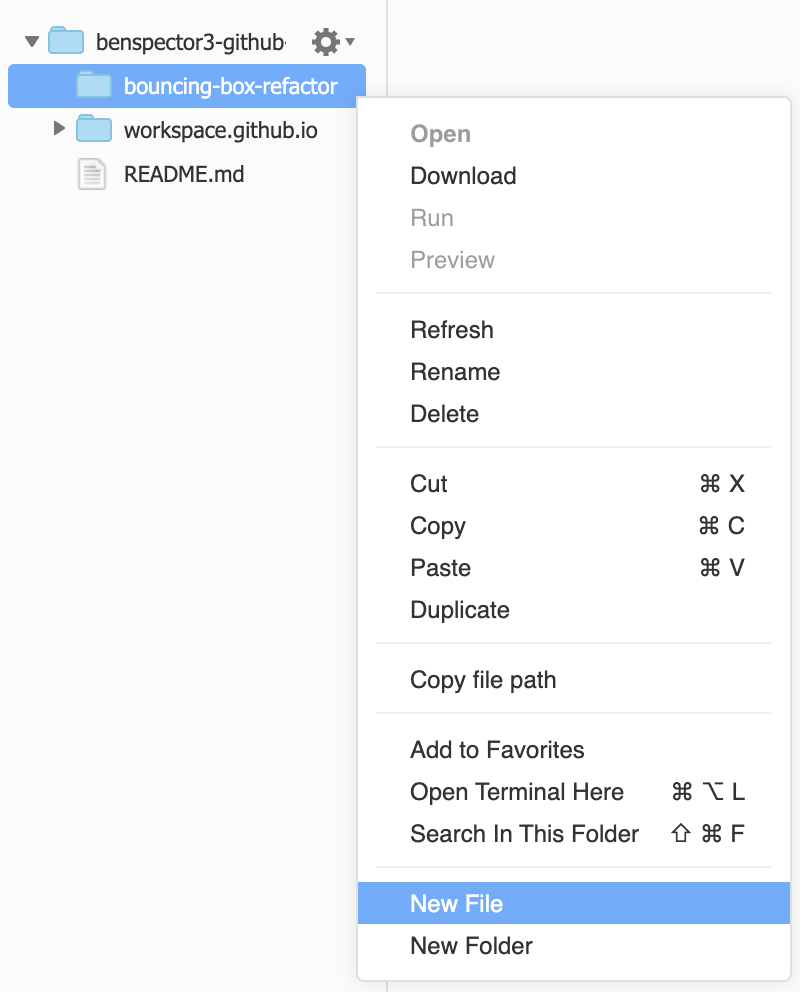 benspector3-github
bouncing-box-refactor
workspace.github.io
README.md
Open
Download
Run
Preview
Refresh
Rename
Delete
Cut ⌘ X
Copy ⌘ C
Paste ⌘ V
Duplicate
Copy file path
Add to Favorites
Open Terminal Here ⌘ ⌥ L
Search In This Folder ⇧ ⌘ F
New File
New Folder